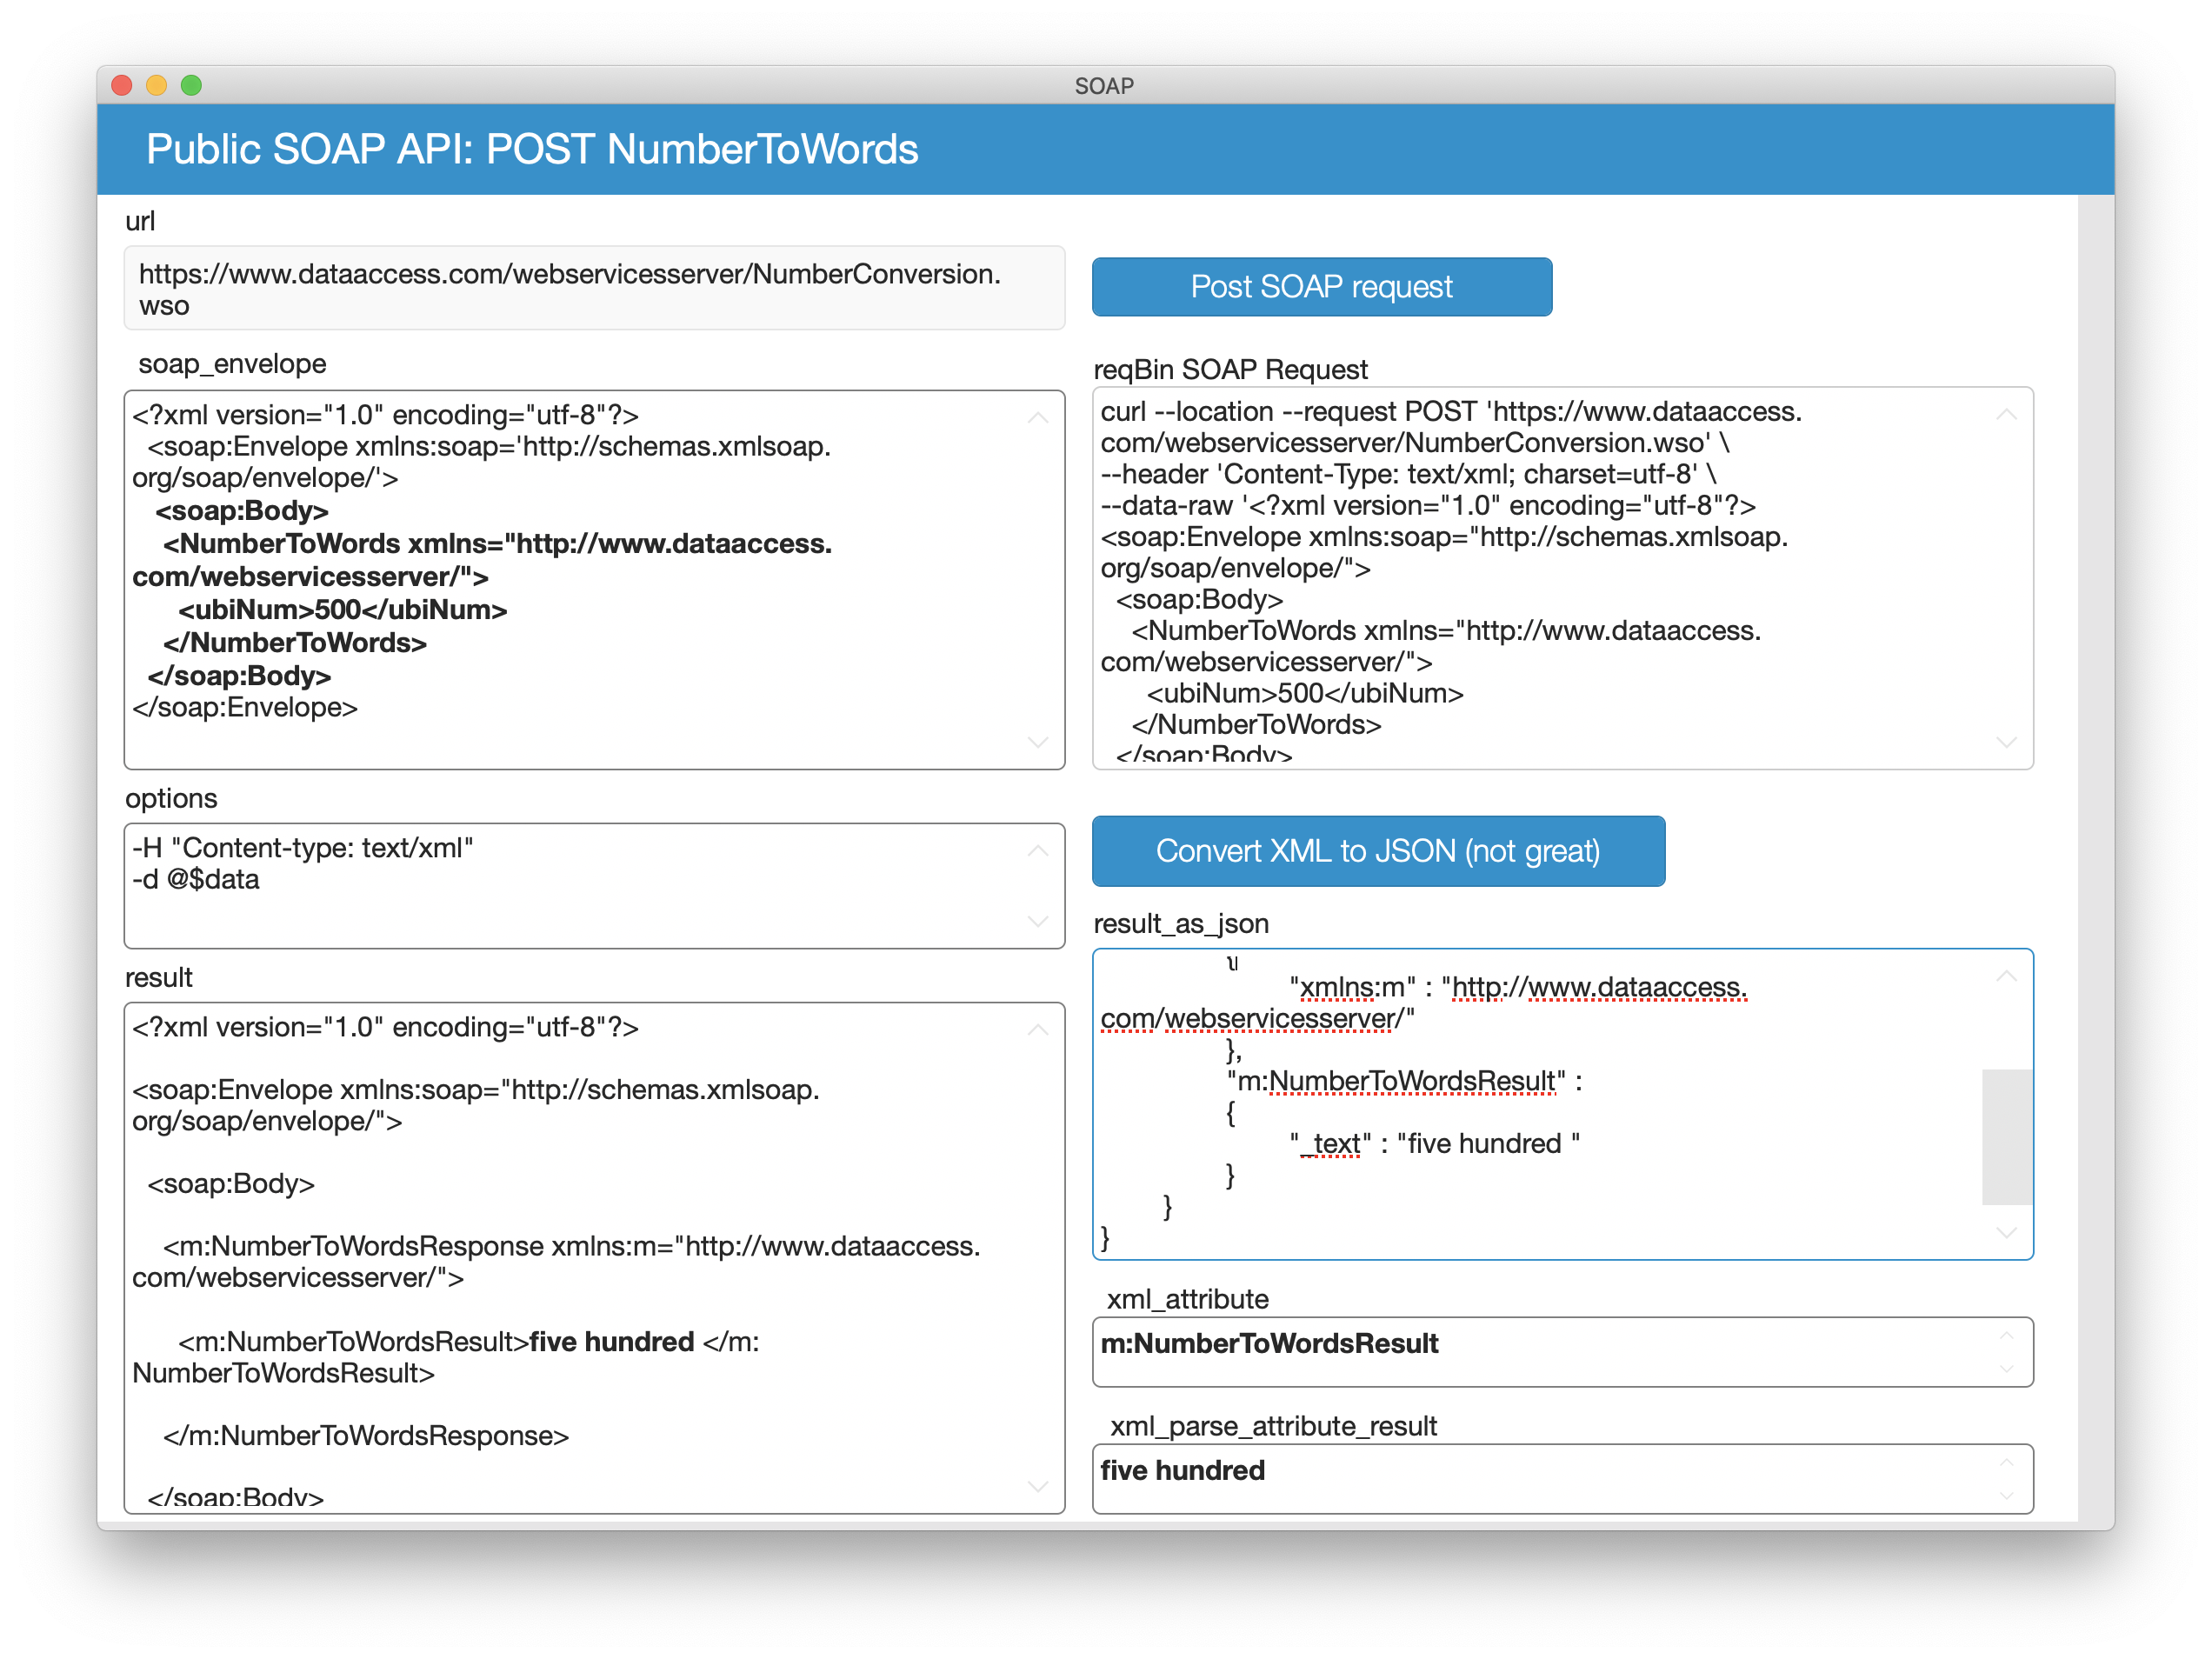 SOAP
Public SOAP API: POST NumberToWords
url
https://www.dataaccess.com/webservicesserver/NumberConversion.
wso
Post SOAP request
soap_envelope
<?xml version="1.0" encoding="utf-8"?>
<soap:Envelope xmlns:soap='http://schemas.xmlsoap.
org/soap/envelope/'>
<soap:Body>
<NumberToWords xmlns="http://www.dataaccess.
com/webservicesserver/">
<ubiNum>500</ubiNum>
</NumberToWords>
</soap:Body>
</soap:Envelope>
reqBin SOAP Request
curl --location --request POST 'https://www.dataaccess.
com/webservicesserver/NumberConversion.wso' \
--header 'Content-Type: text/xml; charset=utf-8' \
--data-raw '<?xml version="1.0" encoding="utf-8"?>
<soap:Envelope xmlns:soap="http://schemas.xmlsoap.
org/soap/envelope/">
<soap:Body>
<NumberToWords xmlns="http://www.dataaccess.
com/webservicesserver/">
<ubiNum>500</ubiNum>
</NumberToWords>
</soap:Body>
options
-H "Content-type: text/xml"
-d @$data
Convert XML to JSON (not great)
result
<?xml version="1.0" encoding="utf-8"?>
<soap:Envelope xmlns:soap="http://schemas.xmlsoap.
org/soap/envelope/">
<soap:Body>
<m:NumberToWordsResponse xmlns:m="http://www.dataaccess.
com/webservicesserver/">
<m:NumberToWordsResult>five hundred </m:
NumberToWordsResult>
</m:NumberToWordsResponse>
</soap:Body>
result_as_json
"xmlns:m" : "http://www.dataaccess.
com/webservicesserver/"
},
"m:NumberToWordsResult" :
{
"_text" : "five hundred "
}
}
}
xml_attribute
m:NumberToWordsResult
xml_parse_attribute_result
five hundred